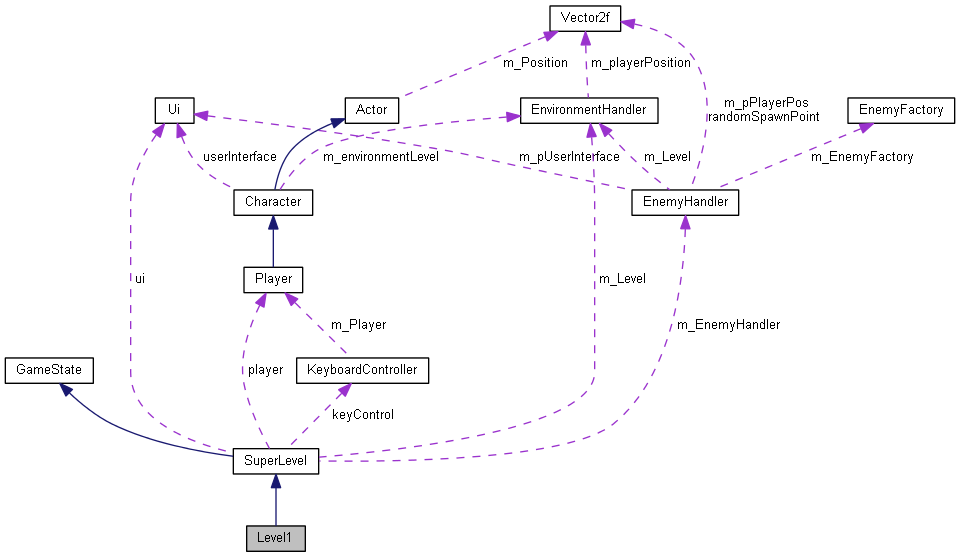 Vector2f
m_Position
m_playerPosition
Ui
Actor
EnvironmentHandler
m_pPlayerPos
randomSpawnPoint
EnemyFactory
userInterface
m_environmentLevel
m_pUserInterface
m_Level
m_EnemyFactory
Character
EnemyHandler
ui
Player
m_Level
m_Player
m_EnemyHandler
GameState
player
KeyboardController
keyControl
SuperLevel
Level1